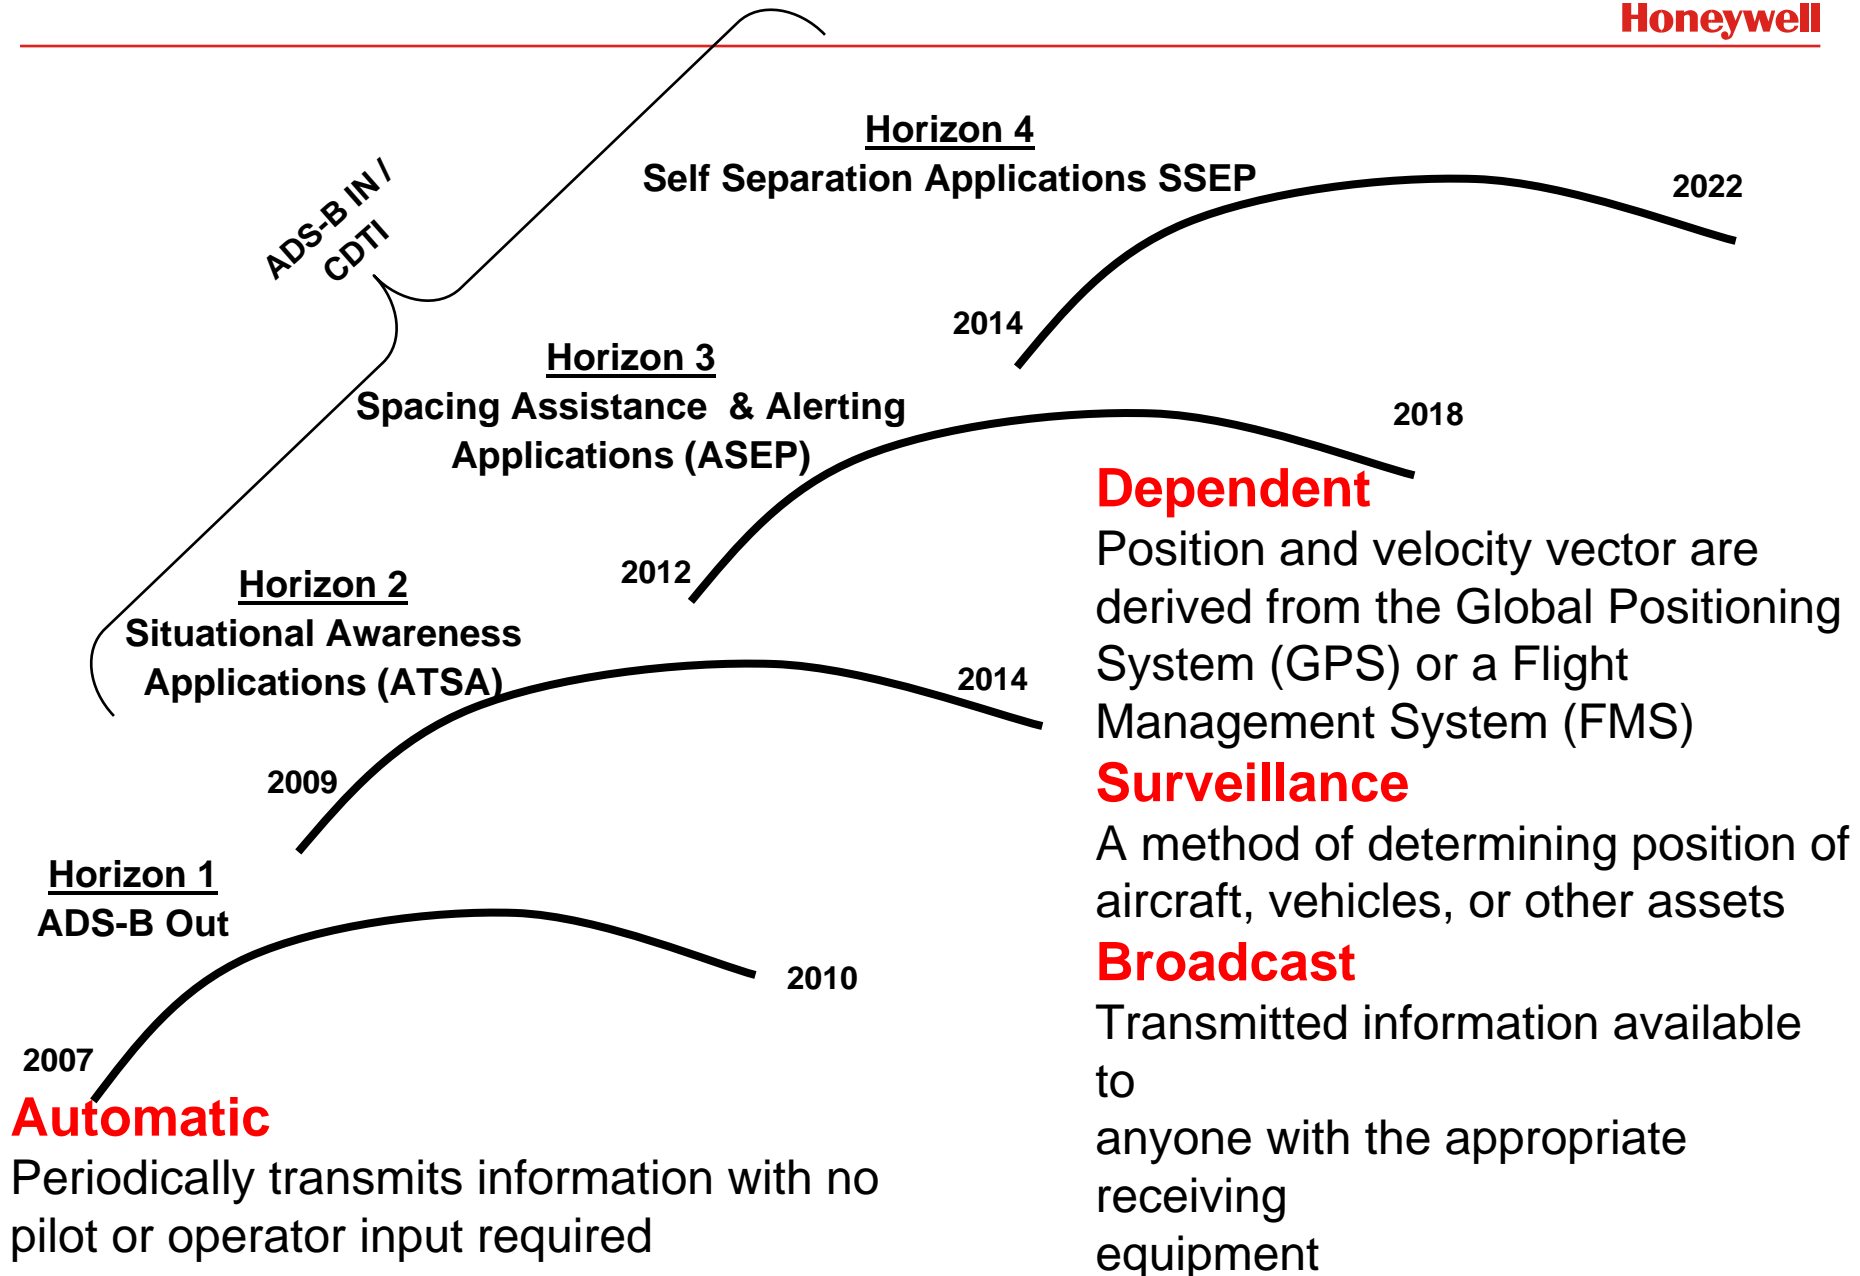 Honeywell
Horizon 4
Self Separation Applications SSEP
2022
ADS-B IN /
CDTI
2014
Horizon 3
Spacing Assistance & Alerting
Applications (ASEP)
2018
2012
Horizon 2
Situational Awareness
Applications (ATSA)
2014
2009
Horizon 1
ADS-B Out
2010
2007
Automatic
Periodically transmits information with no
pilot or operator input required
Dependent
Position and velocity vector are
derived from the Global Positioning
System (GPS) or a Flight
Management System (FMS)
Surveillance
A method of determining position of
aircraft, vehicles, or other assets
Broadcast
Transmitted information available
to
anyone with the appropriate
receiving
equipment